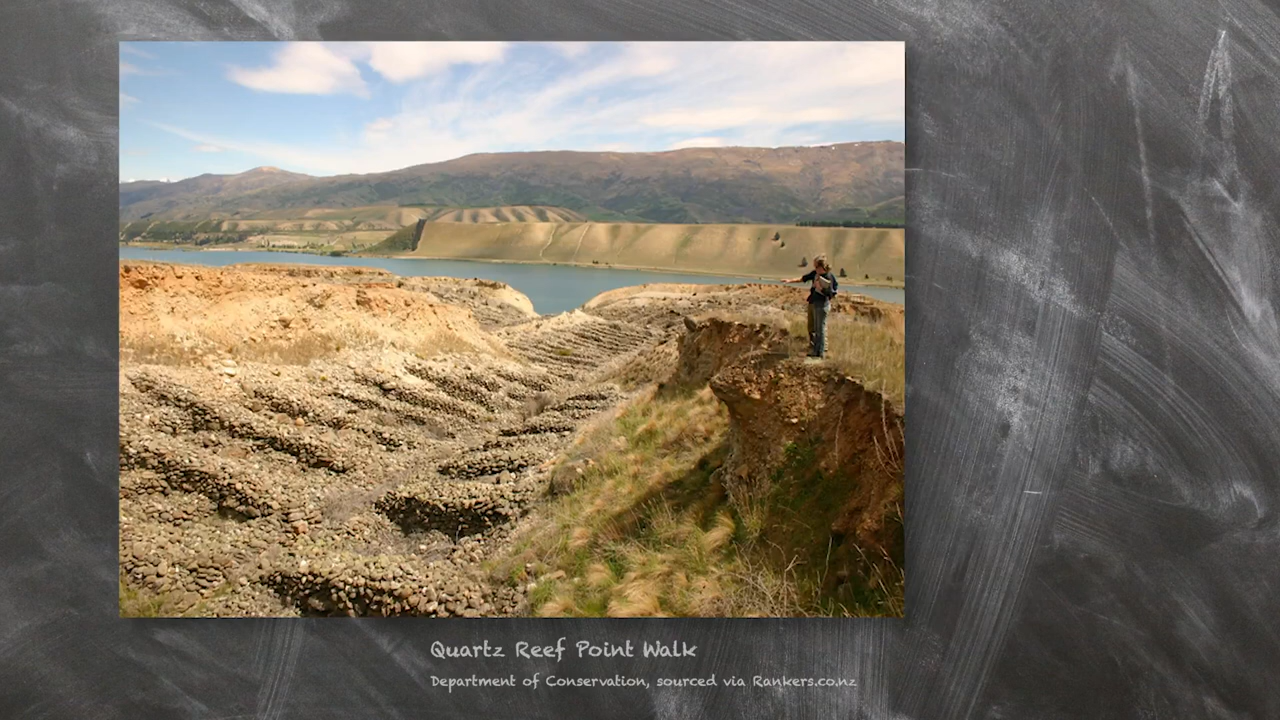 Quartz Reef Point Walk
Department of Conservation, sourced via Rankers.co.nz